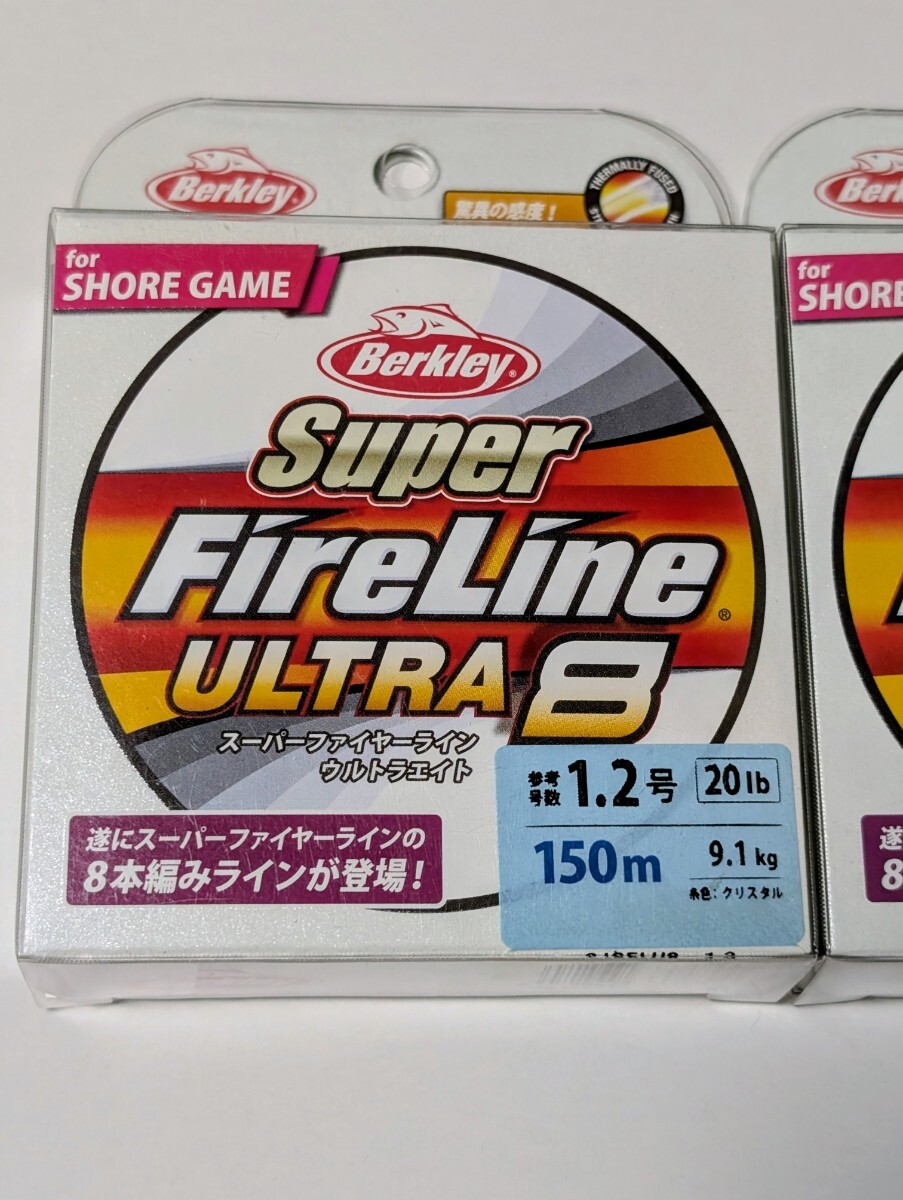 Berkley
驚異の感度!
THERMALLY FUSED
Berkley
for
SHORE GAME
Berkley®
Super
FireLine®
ULTRA 8
スーパーファイヤーライン
ウルトラエイト
参考号数 1.2号 20lb
150m 9.1kg
糸色:クリスタル
遂にスーパーファイヤーラインの
8本編みラインが登場!
for
SHORE
遂
8